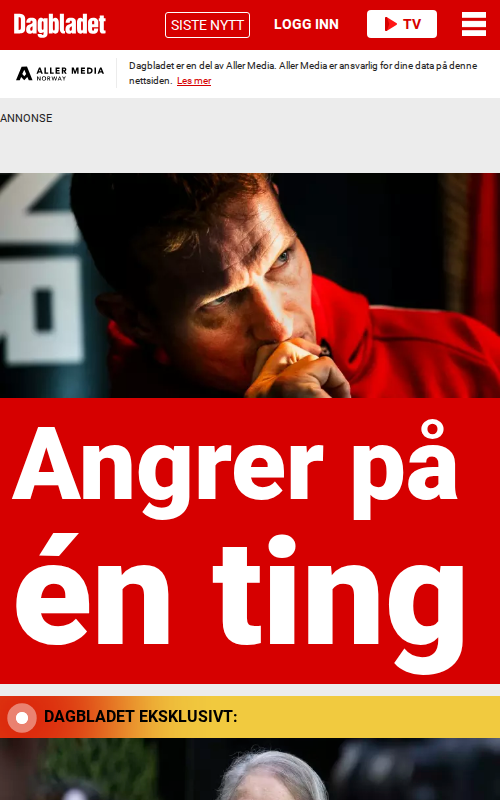 Dagbladet
SISTE NYTT
LOGG INN
TV
ALLER MEDIA
NORWAY
Dagbladet er en del av Aller Media. Aller Media er ansvarlig for dine data på denne
nettsiden. Les mer
ANNONSE
Angrer på
én ting
DAGBLADET EKSKLUSIVT: